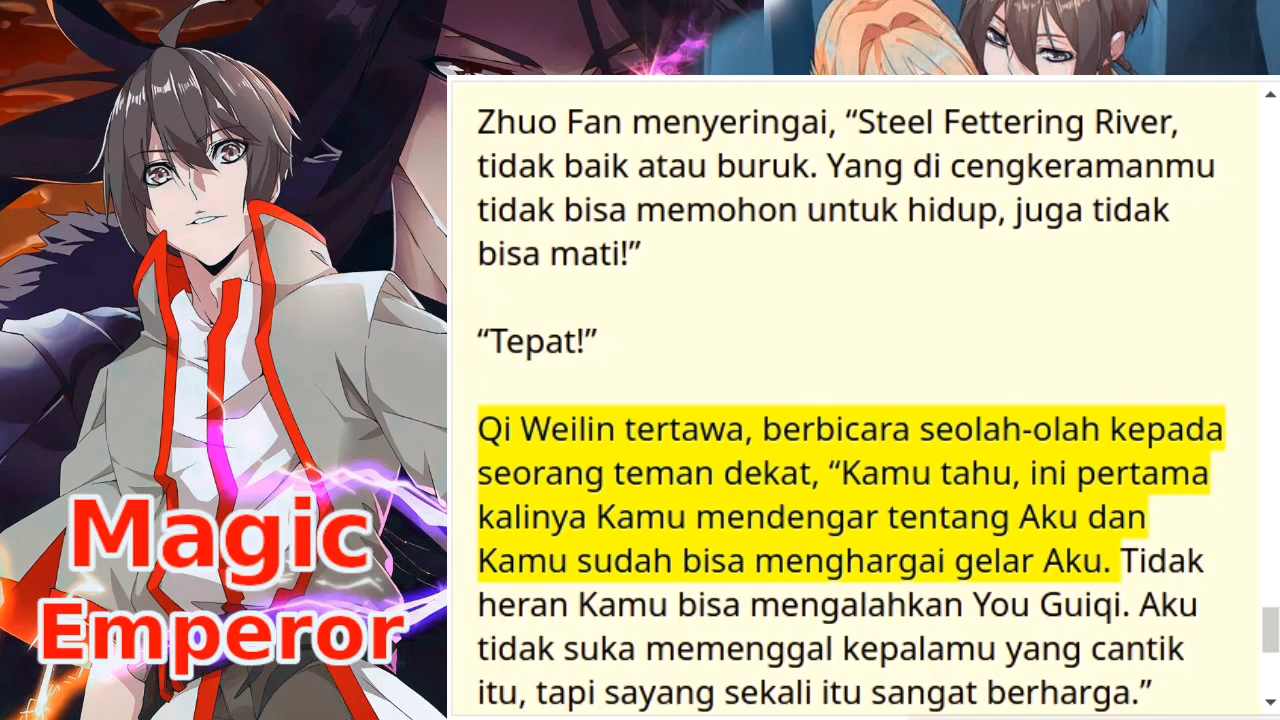 Zhuo Fan menyeringai, “Steel Fettering River,
tidak baik atau buruk. Yang di cengkeramanmu
tidak bisa memohon untuk hidup, juga tidak
bisa mati!”
“Tepat!”
Qi Weilin tertawa, berbicara seolah-olah kepada
seorang teman dekat, “Kamu tahu, ini pertama
kalinya Kamu mendengar tentang Aku dan
Kamu sudah bisa menghargai gelar Aku. Tidak
heran Kamu bisa mengalahkan You Guiqi. Aku
tidak suka memenggal kepalamu yang cantik
itu, tapi sayang sekali itu sangat berharga.”
Magic
Emperor